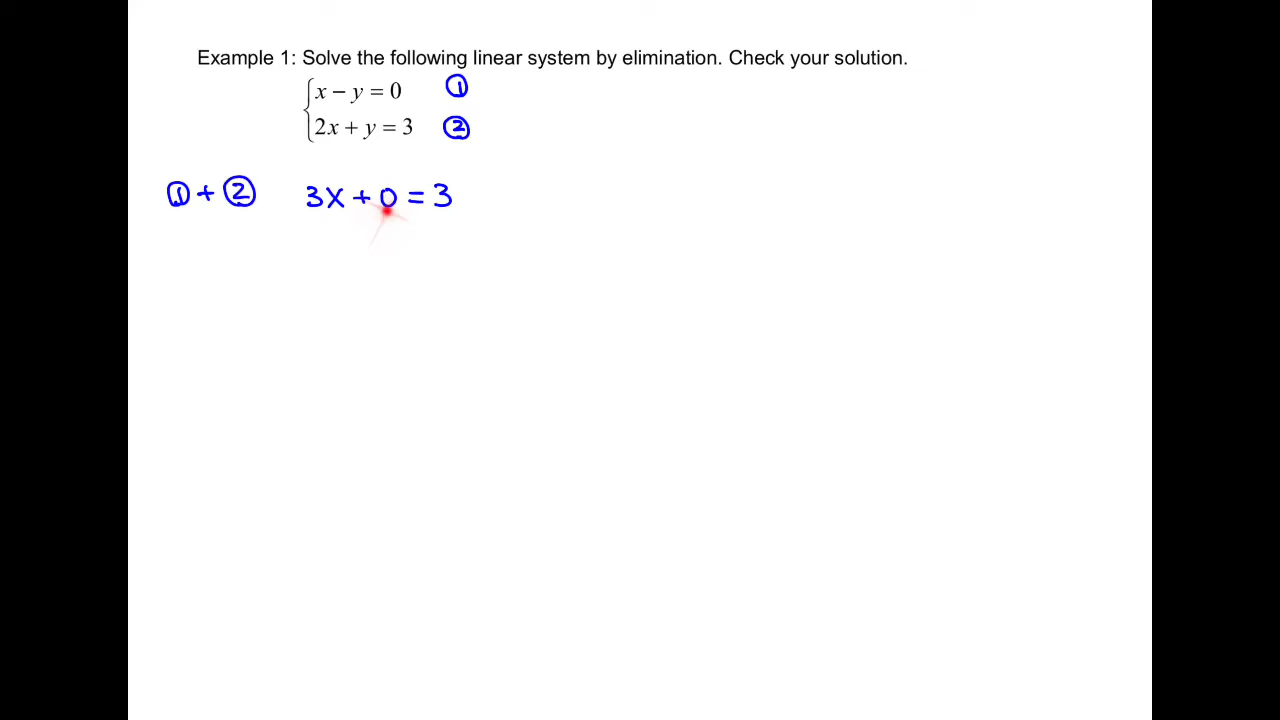 Example 1: Solve the following linear system by elimination. Check your solution.
x − y = 0 ①
2x + y = 3 ②
① + ② 3x + 0 = 3